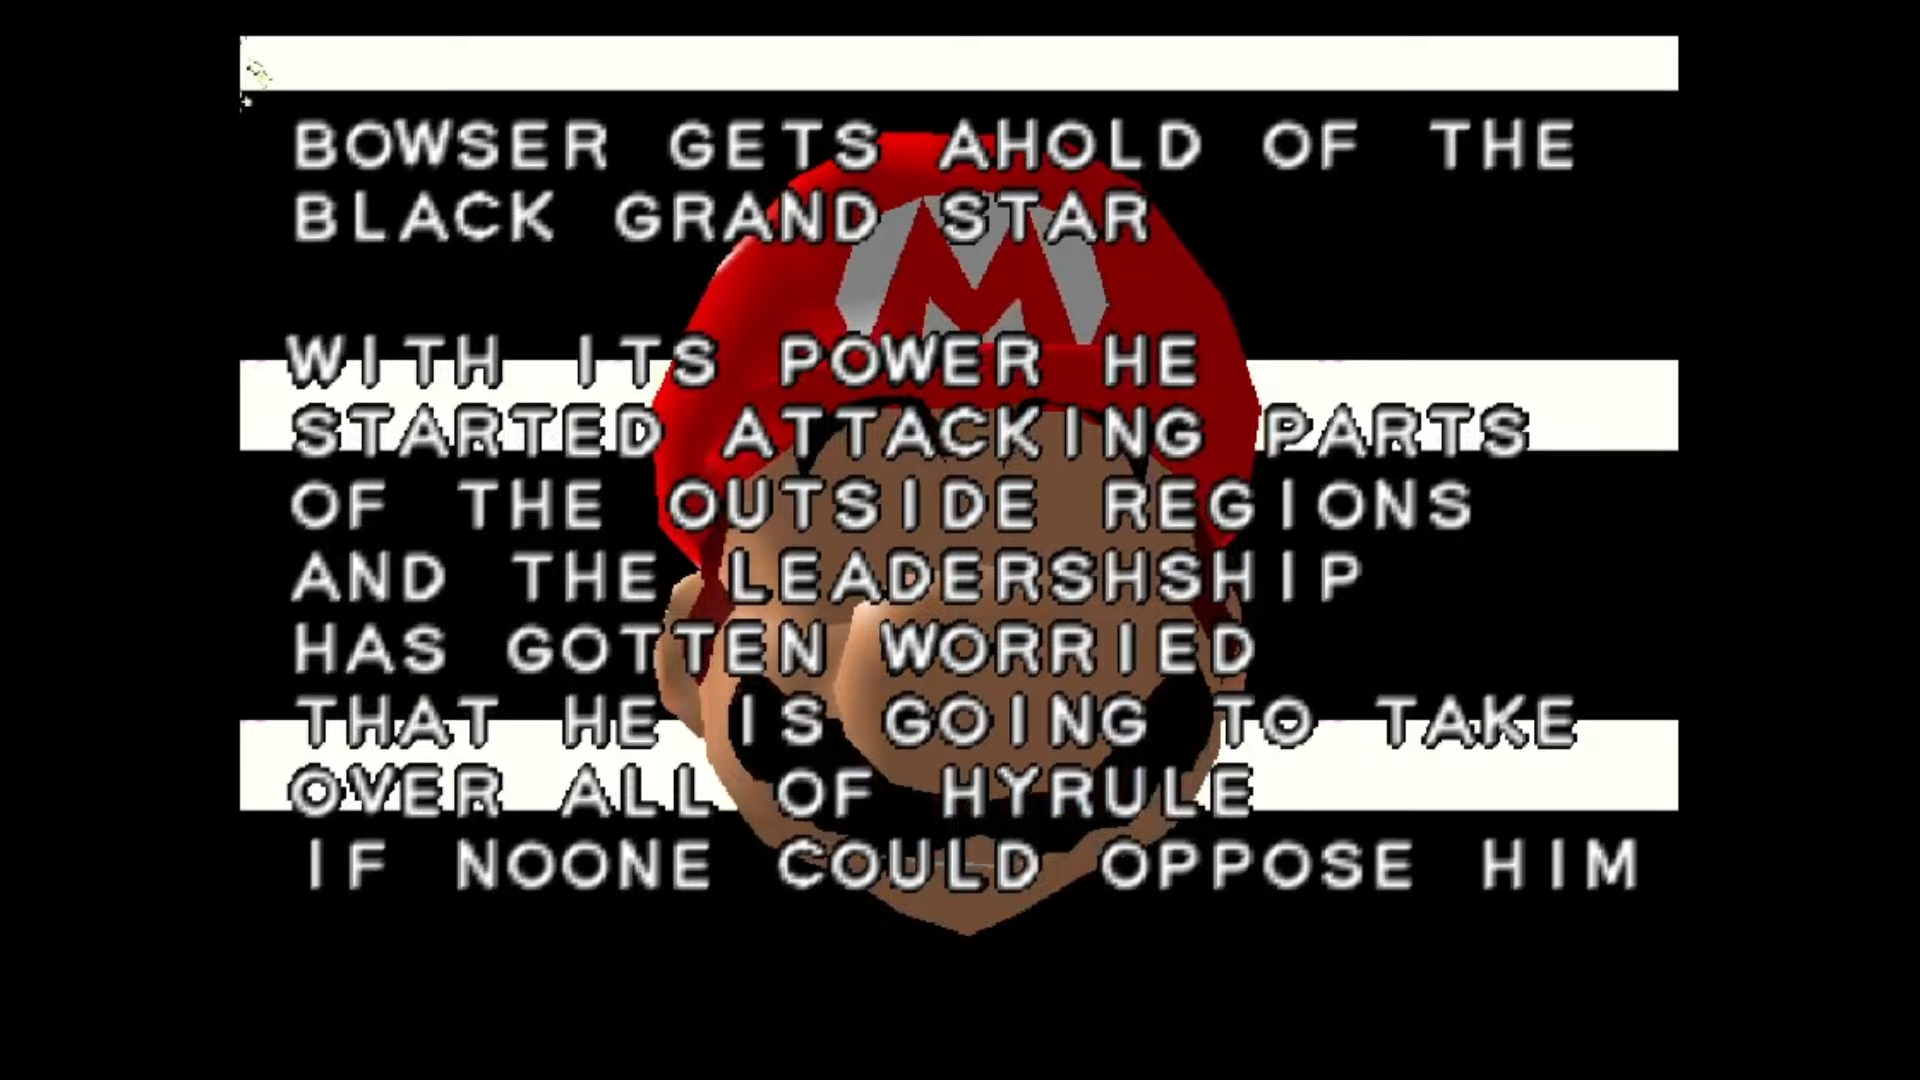 BOWSER GETS AHOLD OF THE
BLACK GRAND STAR
WITH ITS POWER HE
STARTED ATTACKING PARTS
OF THE OUTSIDE REGIONS
AND THE LEADERSHSHIP
HAS GOTTEN WORRIED
THAT HE IS GOING TO TAKE
OVER ALL OF HYRULE
IF NOONE COULD OPPOSE HIM
M